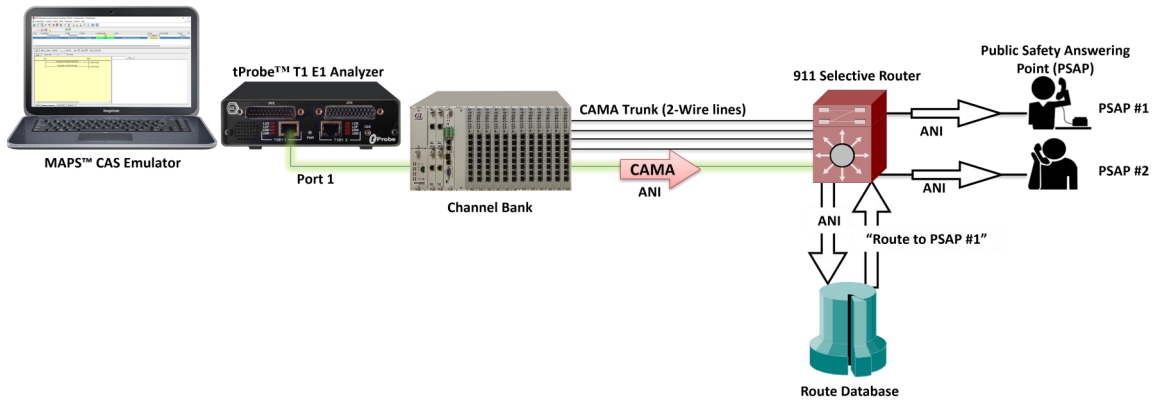 tProbe™ T1 E1 Analyzer
MAPS™ CAS Emulator
Port 1
GL
Probe
Channel Bank
CAMA Trunk (2-Wire lines)
CAMA
ANI
911 Selective Router
ANI
ANI
Public Safety Answering
Point (PSAP)
PSAP #1
PSAP #2
ANI
“Route to PSAP #1”
Route Database